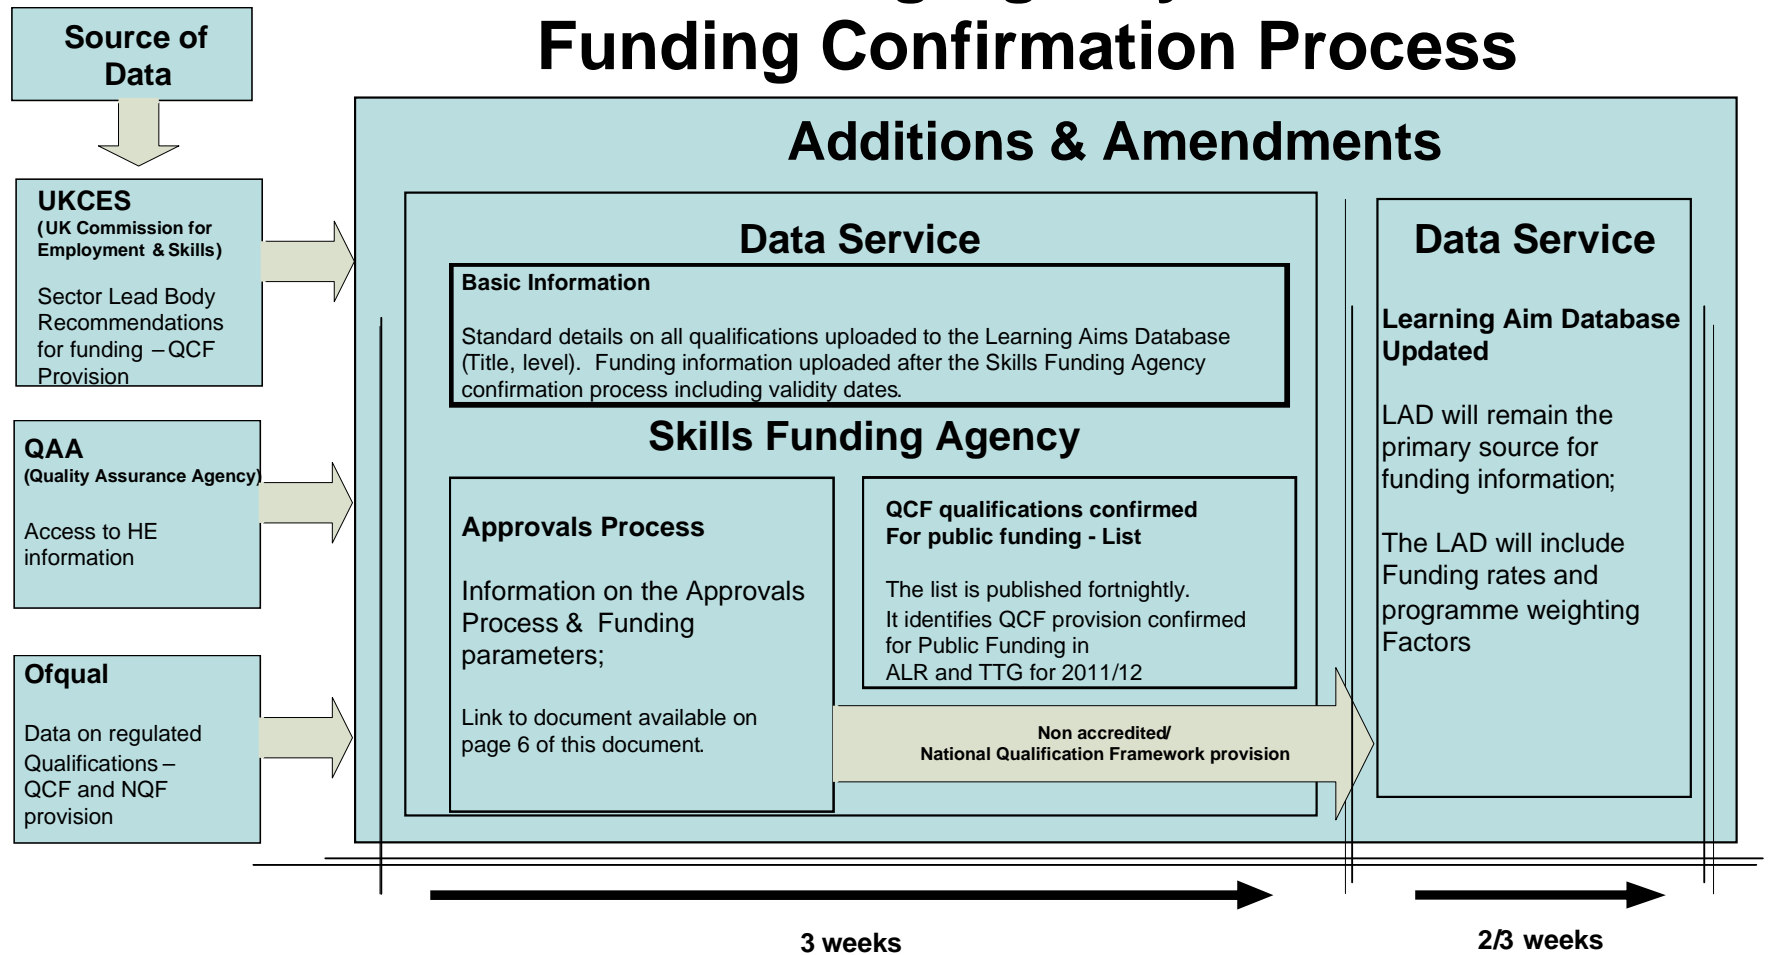 Funding Confirmation Process
Source of
Data
UKCES
(UK Commission for
Employment & Skills)
Sector Lead Body
Recommendations
for funding – QCF
Provision
QAA
(Quality Assurance Agency)
Access to HE
information
Ofqual
Data on regulated
Qualifications –
QCF and NQF
provision
Additions & Amendments
Data Service
Basic Information
Standard details on all qualifications uploaded to the Learning Aims Database
(Title, level). Funding information uploaded after the Skills Funding Agency
confirmation process including validity dates.
Skills Funding Agency
Approvals Process
Information on the Approvals
Process & Funding
parameters;
Link to document available on
page 6 of this document.
QCF qualifications confirmed
For public funding - List
The list is published fortnightly.
It identifies QCF provision confirmed
for Public Funding in
ALR and TTG for 2011/12
Non accredited/
National Qualification Framework provision
Data Service
Learning Aim Database
Updated
LAD will remain the
primary source for
funding information;
The LAD will include
Funding rates and
programme weighting
Factors
3 weeks
2/3 weeks